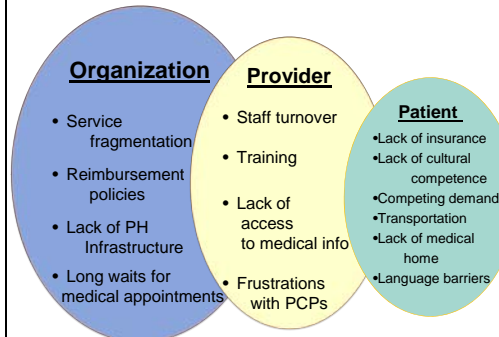 Organization
• Service
fragmentation
• Reimbursement
policies
• Lack of PH
Infrastructure
• Long waits for
medical appointments
Provider
• Staff turnover
• Training
• Lack of
access
to medical info
• Frustrations
with PCPs
Patient
•Lack of insurance
•Lack of cultural
competence
•Competing demand
•Transportation
•Lack of medical
home
•Language barriers